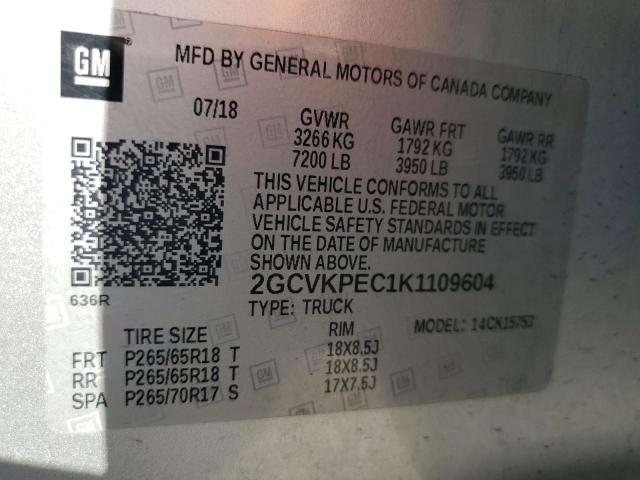 GM
MFD BY GENERAL MOTORS OF CANADA COMPANY
07/18
GVWR GAWR FRT GAWR RR
3266 KG 1792 KG 1792 KG
7200 LB 3950 LB 3950 LB
THIS VEHICLE CONFORMS TO ALL
APPLICABLE U.S. FEDERAL MOTOR
VEHICLE SAFETY STANDARDS IN EFFECT
ON THE DATE OF MANUFACTURE
SHOWN ABOVE.
636R
2GCVKPEC1K1109604
TYPE: TRUCK
MODEL: 14CK15753
TIRE SIZE RIM
FRT P265/65R18 T 18X8.5J
RR P265/65R18 T 18X8.5J
SPA P265/70R17 S 17X7.5J